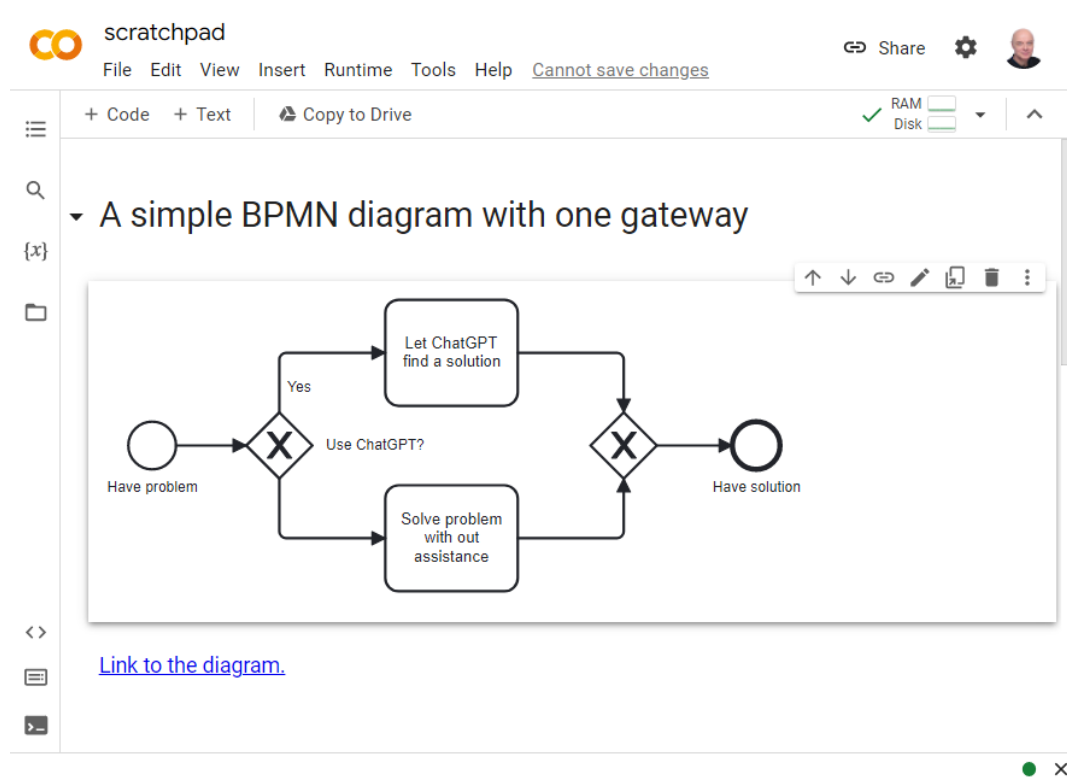 scratchpad
Share
File Edit View Insert Runtime Tools Help Cannot save changes
+ Code + Text Copy to Drive
RAM
Disk
{x}
A simple BPMN diagram with one gateway
Let ChatGPT
find a solution
Yes
X
Use ChatGPT?
X
Have problem
Have solution
Solve problem
with out
assistance
Link to the diagram.